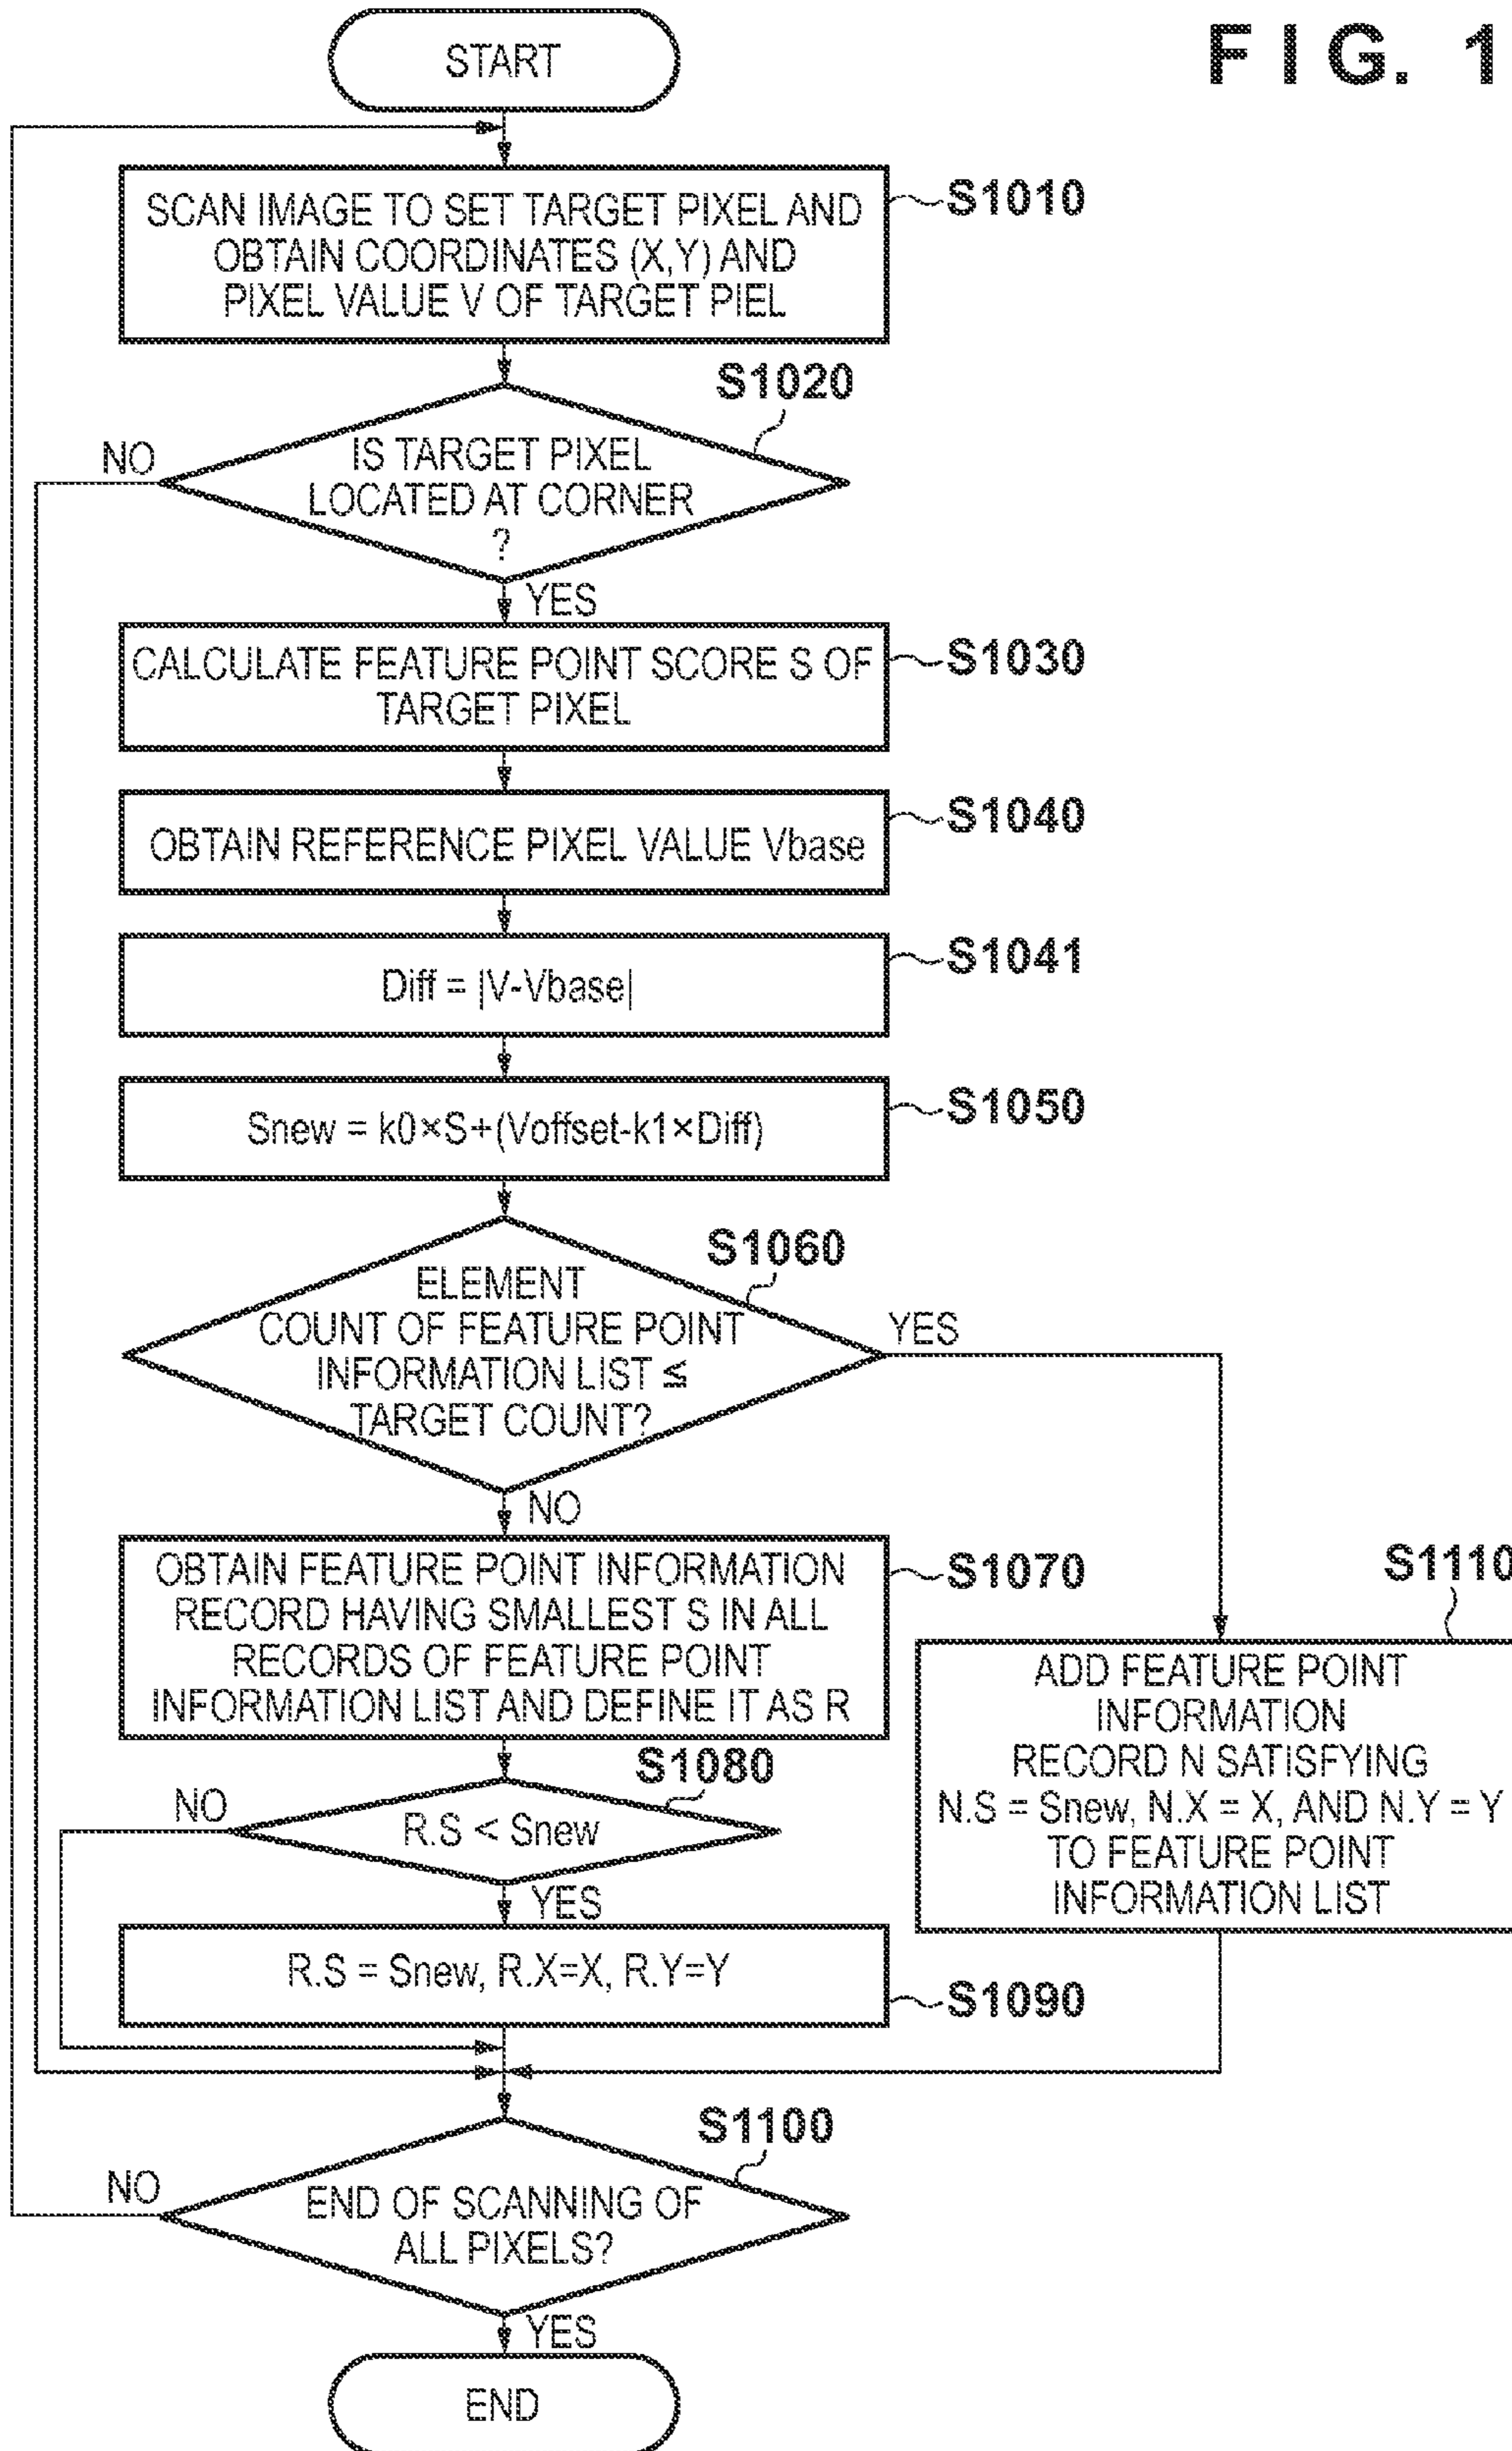 START
FIG. 1
SCAN IMAGE TO SET TARGET PIXEL AND
OBTAIN COORDINATES (X,Y) AND
PIXEL VALUE V OF TARGET PIEL
S1010
S1020
NO
IS TARGET PIXEL
LOCATED AT CORNER
?
YES
CALCULATE FEATURE POINT SCORE S OF
TARGET PIXEL
S1030
OBTAIN REFERENCE PIXEL VALUE Vbase
S1040
Diff = |V-Vbase|
S1041
Snew = k0×S+(Voffset-k1×Diff)
S1050
S1060
ELEMENT
COUNT OF FEATURE POINT
INFORMATION LIST ≦
TARGET COUNT?
YES
NO
OBTAIN FEATURE POINT INFORMATION
RECORD HAVING SMALLEST S IN ALL
RECORDS OF FEATURE POINT
INFORMATION LIST AND DEFINE IT AS R
S1070
S1110
ADD FEATURE POINT
INFORMATION
RECORD N SATISFYING
N.S = Snew, N.X = X, AND N.Y = Y
TO FEATURE POINT
INFORMATION LIST
S1080
NO
R.S < Snew
YES
R.S = Snew, R.X=X, R.Y=Y
S1090
S1100
NO
END OF SCANNING OF
ALL PIXELS?
YES
END